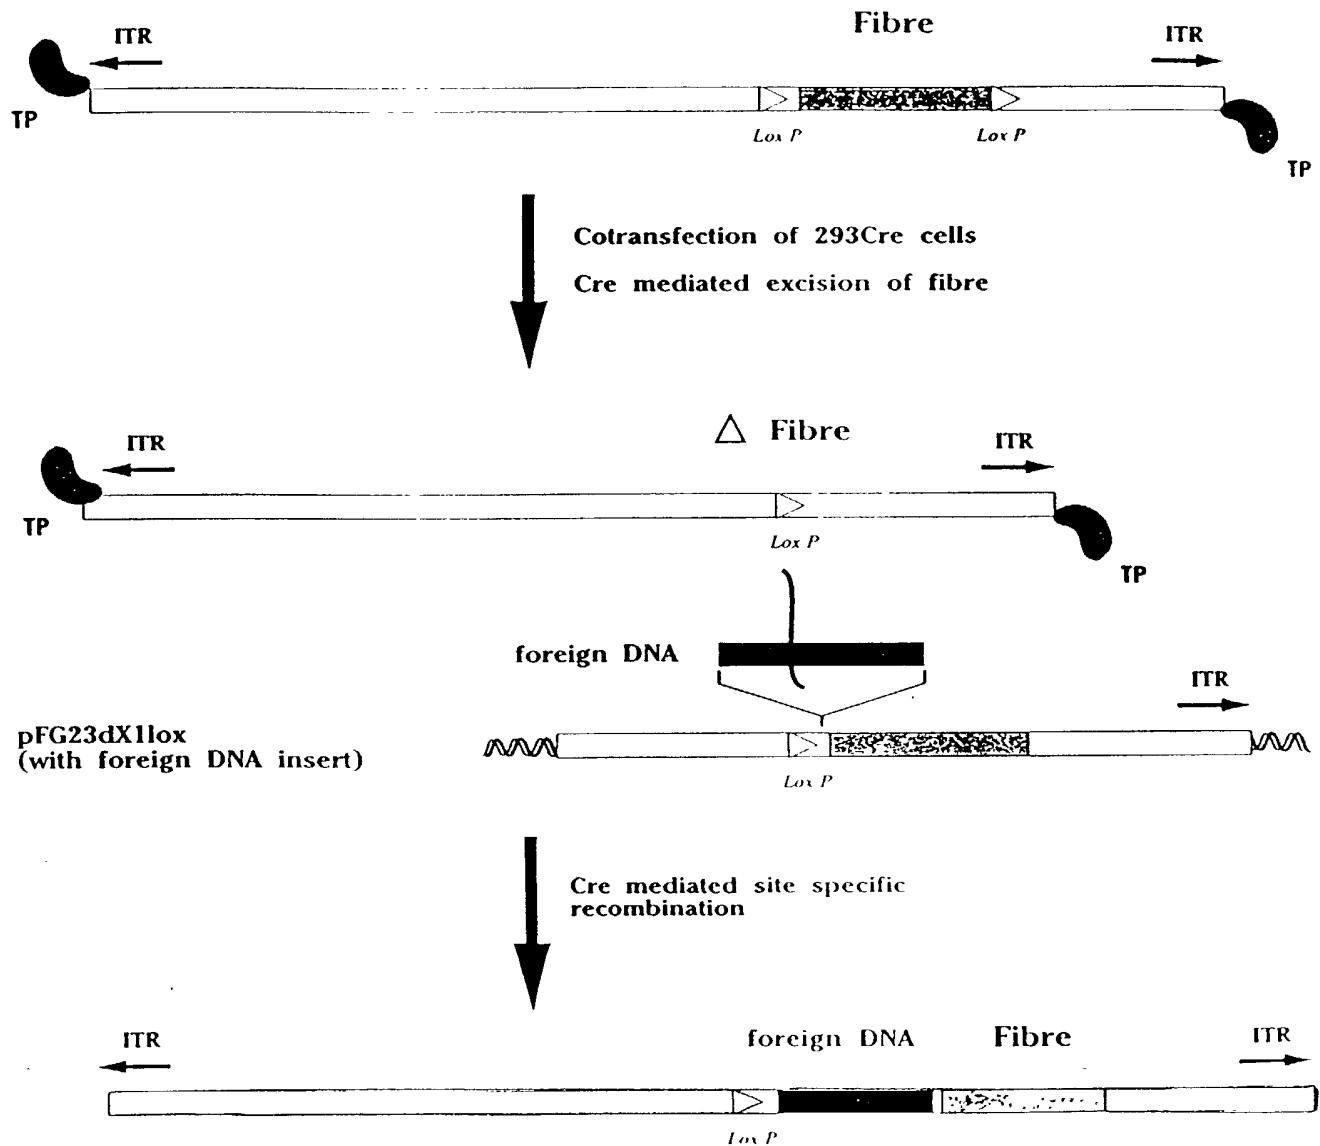 Fibre
ITR
ITR
TP
Lox P
Lox P
TP
Cotransfection of 293Cre cells
Cre mediated excision of fibre
△ Fibre
ITR
ITR
TP
Lox P
TP
foreign DNA
ITR
pFG23dX1lox
(with foreign DNA insert)
Lox P
Cre mediated site specific
recombination
ITR
foreign DNA
Fibre
ITR
Lox P